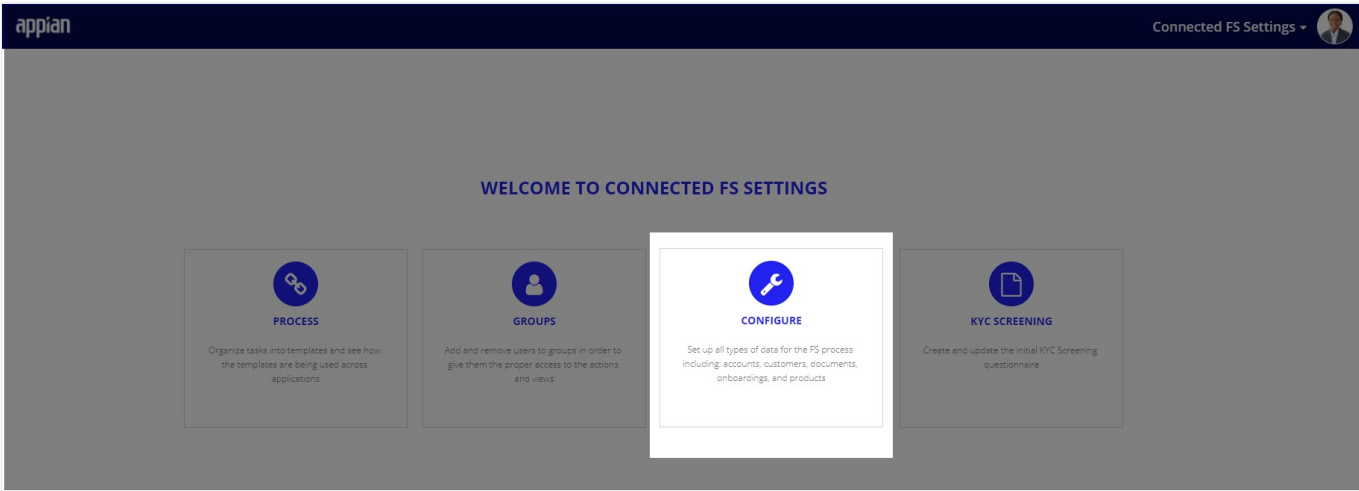 appian
Connected FS Settings
WELCOME TO CONNECTED FS SETTINGS
PROCESS
Organize tasks into templates and see how
the templates are being used across
applications
GROUPS
Add and remove users to groups in order to
give them the proper access to the actions
and views
CONFIGURE
Set up all types of data for the FS process
including: accounts, customers, documents,
onboardings, and products
KYC SCREENING
Create and update the initial KYC Screening
questionnaire